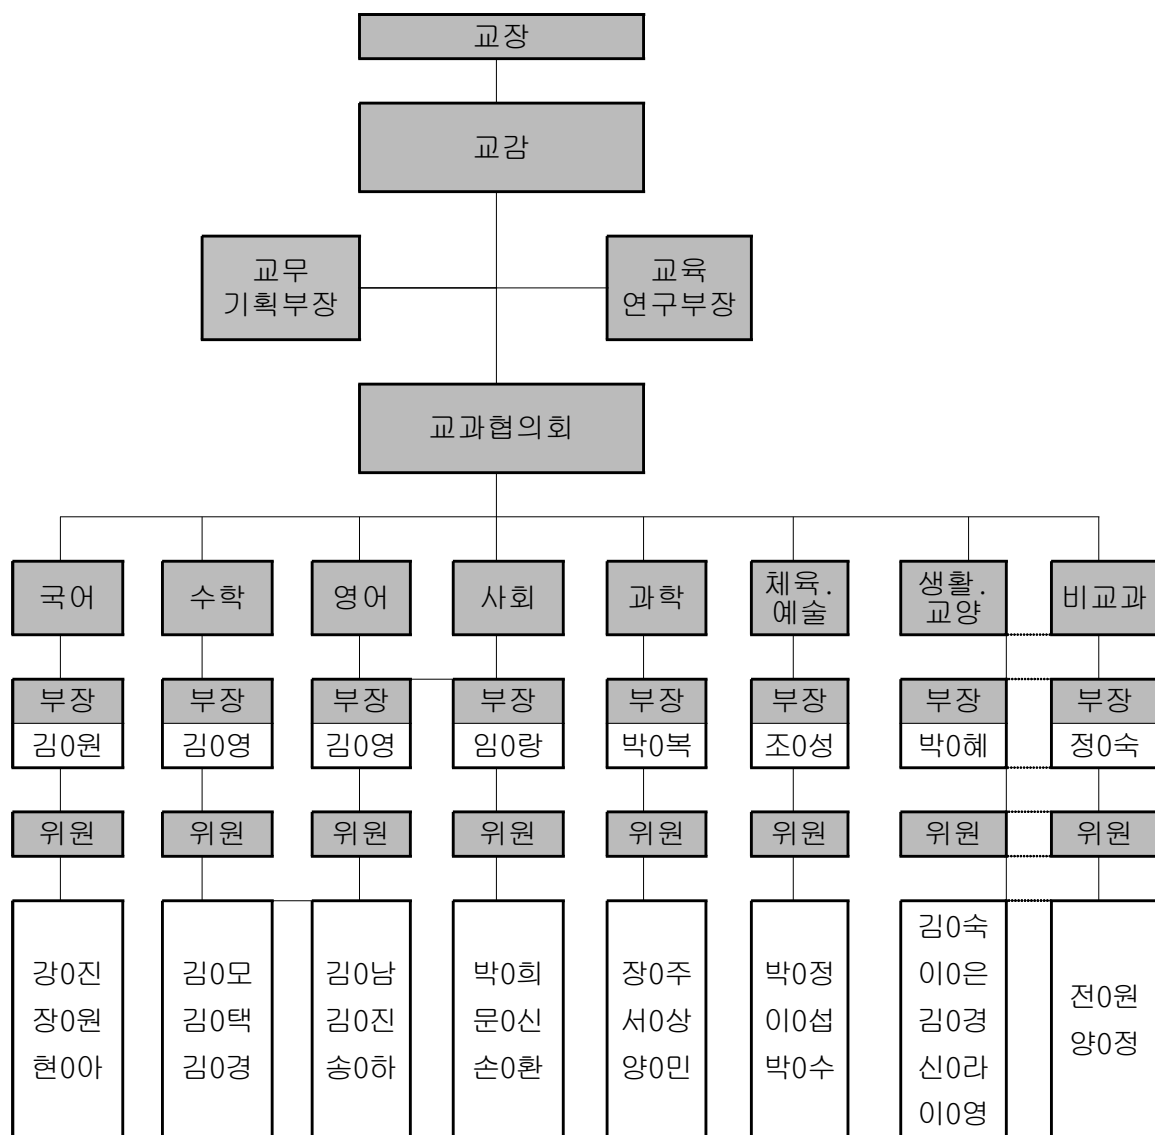 교장
교감
교무
기획부장
교육
연구부장
교과협의회
국어 수학 영어 사회 과학 체육.예술 생활.교양 비교과
부장 부장 부장 부장 부장 부장 부장 부장
김0원 김0영 김0영 임0랑 박0복 조0성 박0혜 정0숙
위원 위원 위원 위원 위원 위원 위원 위원
강0진
장0원
현0아
김0모
김0택
김0경
김0남
김0진
송0하
박0희
문0신
손0환
장0주
서0상
양0민
박0정
이0섭
박0수
김0숙
이0은
김0경
신0라
이0영
전0원
양0정